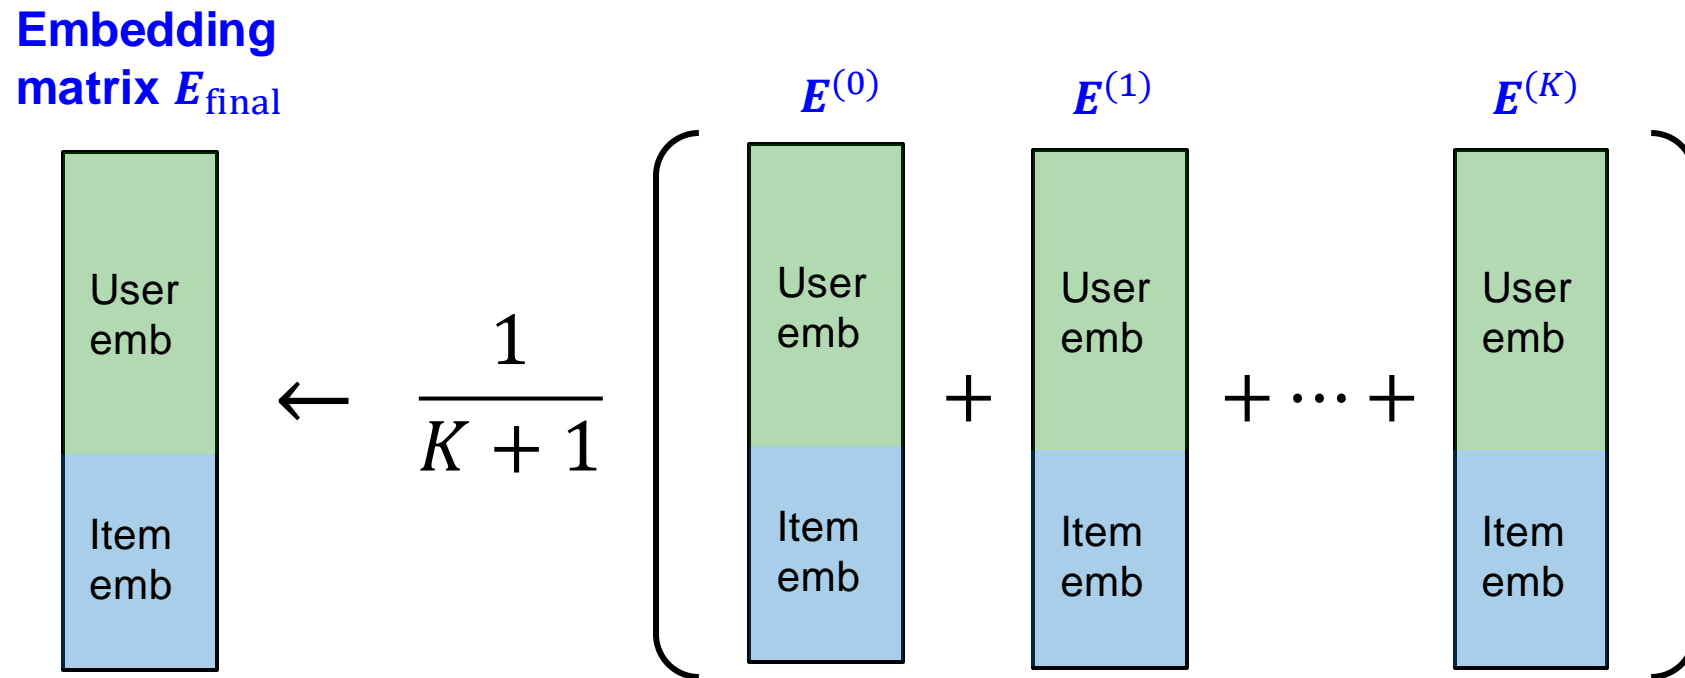 Embedding
matrix E_final
E^(0)
E^(1)
E^(K)
User
emb
Item
emb
←
1
K + 1
(
User
emb
Item
emb
+
User
emb
Item
emb
+ ⋯ +
User
emb
Item
emb
)